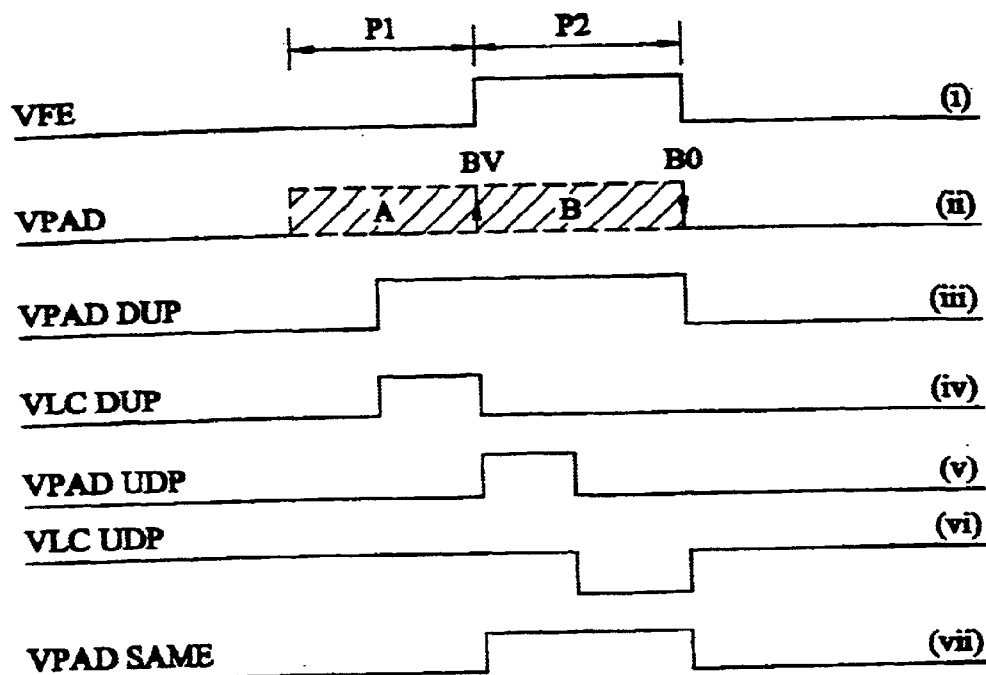 P1 P2
VFE (i)
BV B0
VPAD A B (ii)
VPAD DUP (iii)
VLC DUP (iv)
VPAD UDP (v)
VLC UDP (vi)
VPAD SAME (vii)